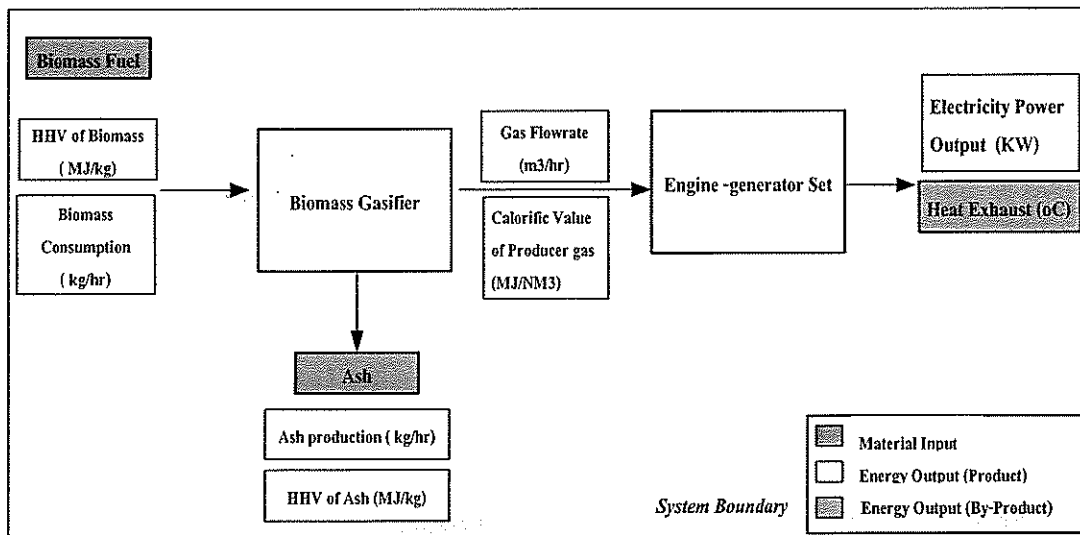 Biomass Fuel
HHV of Biomass
( MJ/kg)
Biomass
Consumption
( kg/hr)
Biomass Gasifier
Gas Flowrate
(m3/hr)
Calorific Value
of Producer gas
(MJ/NM3)
Engine -generator Set
Electricity Power
Output (KW)
Heat Exhaust (oC)
Ash
Ash production ( kg/hr)
HHV of Ash (MJ/kg)
System Boundary
Material Input
Energy Output (Product)
Energy Output (By-Product)